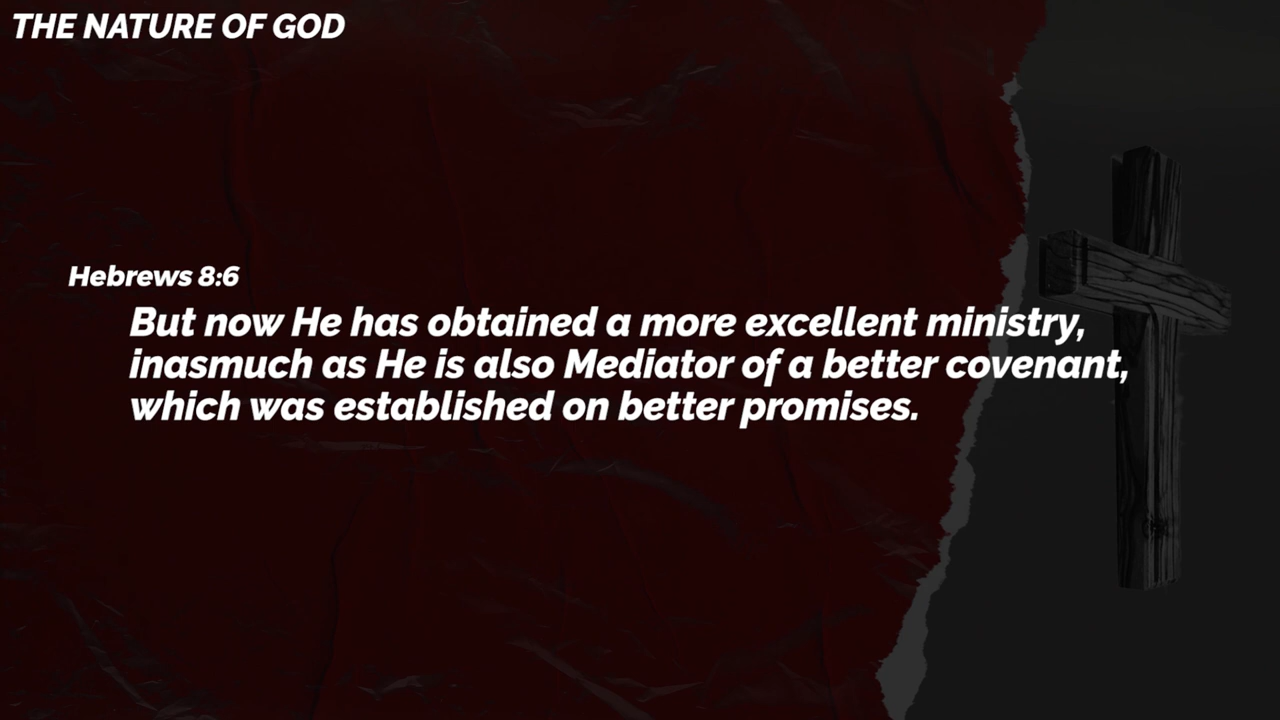 THE NATURE OF GOD
Hebrews 8:6
But now He has obtained a more excellent ministry,
inasmuch as He is also Mediator of a better covenant,
which was established on better promises.